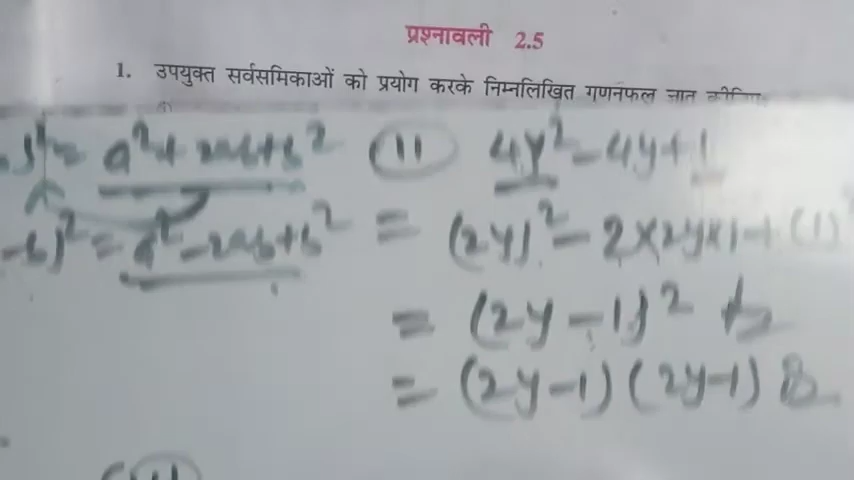 प्रश्नावली 2.5
1. उपयुक्त सर्वसमिकाओं को प्रयोग करके निम्नलिखित गुणनफल ज्ञात कीजिए
)² = a² + 2ab + b²
-b)² = a² - 2ab + b²
(ii) 4y² - 4y + 1
= (2y)² - 2×2y×1 + (1)²
= (2y - 1)²
= (2y - 1) (2y - 1)